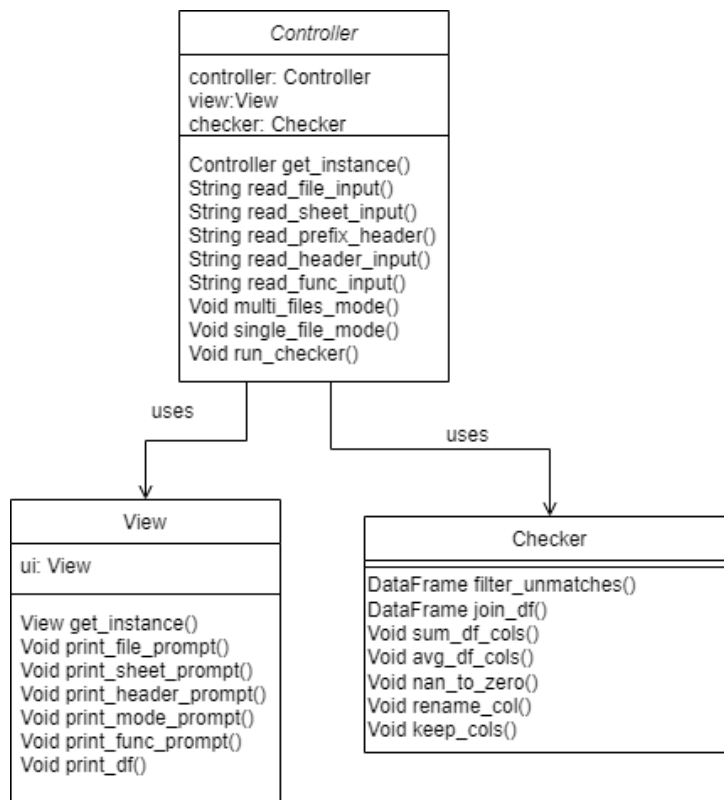 Controller
controller: Controller
view:View
checker: Checker
Controller get_instance()
String read_file_input()
String read_sheet_input()
String read_prefix_header()
String read_header_input()
String read_func_input()
Void multi_files_mode()
Void single_file_mode()
Void run_checker()
uses
uses
View
ui: View
View get_instance()
Void print_file_prompt()
Void print_sheet_prompt()
Void print_header_prompt()
Void print_mode_prompt()
Void print_func_prompt()
Void print_df()
Checker
DataFrame filter_unmatches()
DataFrame join_df()
Void sum_df_cols()
Void avg_df_cols()
Void nan_to_zero()
Void rename_col()
Void keep_cols()